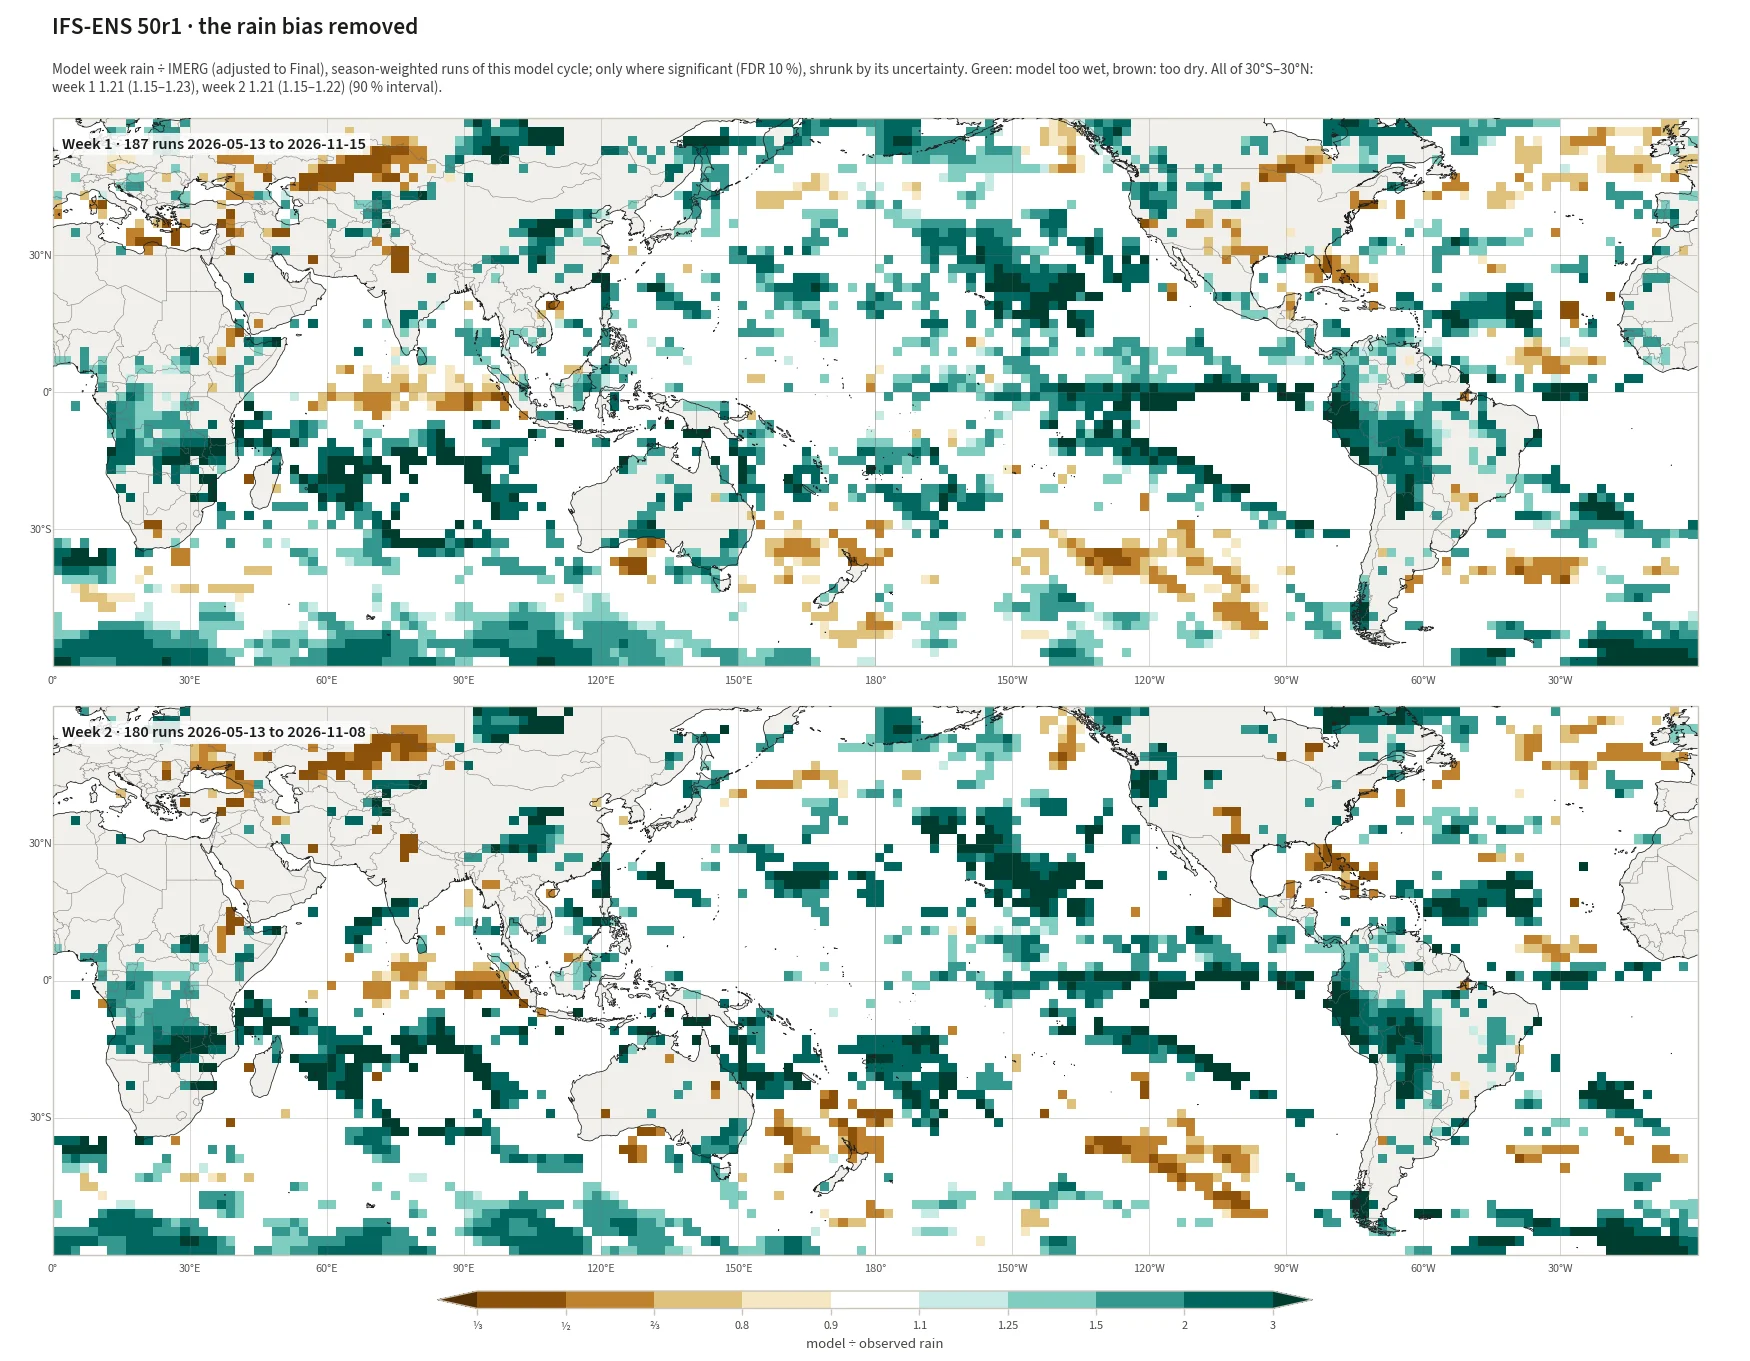 IFS-ENS 50r1 · the rain bias removed
Model week rain ÷ IMERG (adjusted to Final), season-weighted runs of this model cycle; only where significant (FDR 10 %), shrunk by its uncertainty. Green: model too wet, brown: too dry. All of 30°S–30°N:
week 1 1.21 (1.15–1.23), week 2 1.21 (1.15–1.22) (90 % interval).
Week 1 · 187 runs 2026-05-13 to 2026-11-15
30°N
0°
30°S
0° 30°E 60°E 90°E 120°E 150°E 180° 150°W 120°W 90°W 60°W 30°W
Week 2 · 180 runs 2026-05-13 to 2026-11-08
30°N
0°
30°S
0° 30°E 60°E 90°E 120°E 150°E 180° 150°W 120°W 90°W 60°W 30°W
⅓ ½ ⅔ 0.8 0.9 1.1 1.25 1.5 2 3
model ÷ observed rain